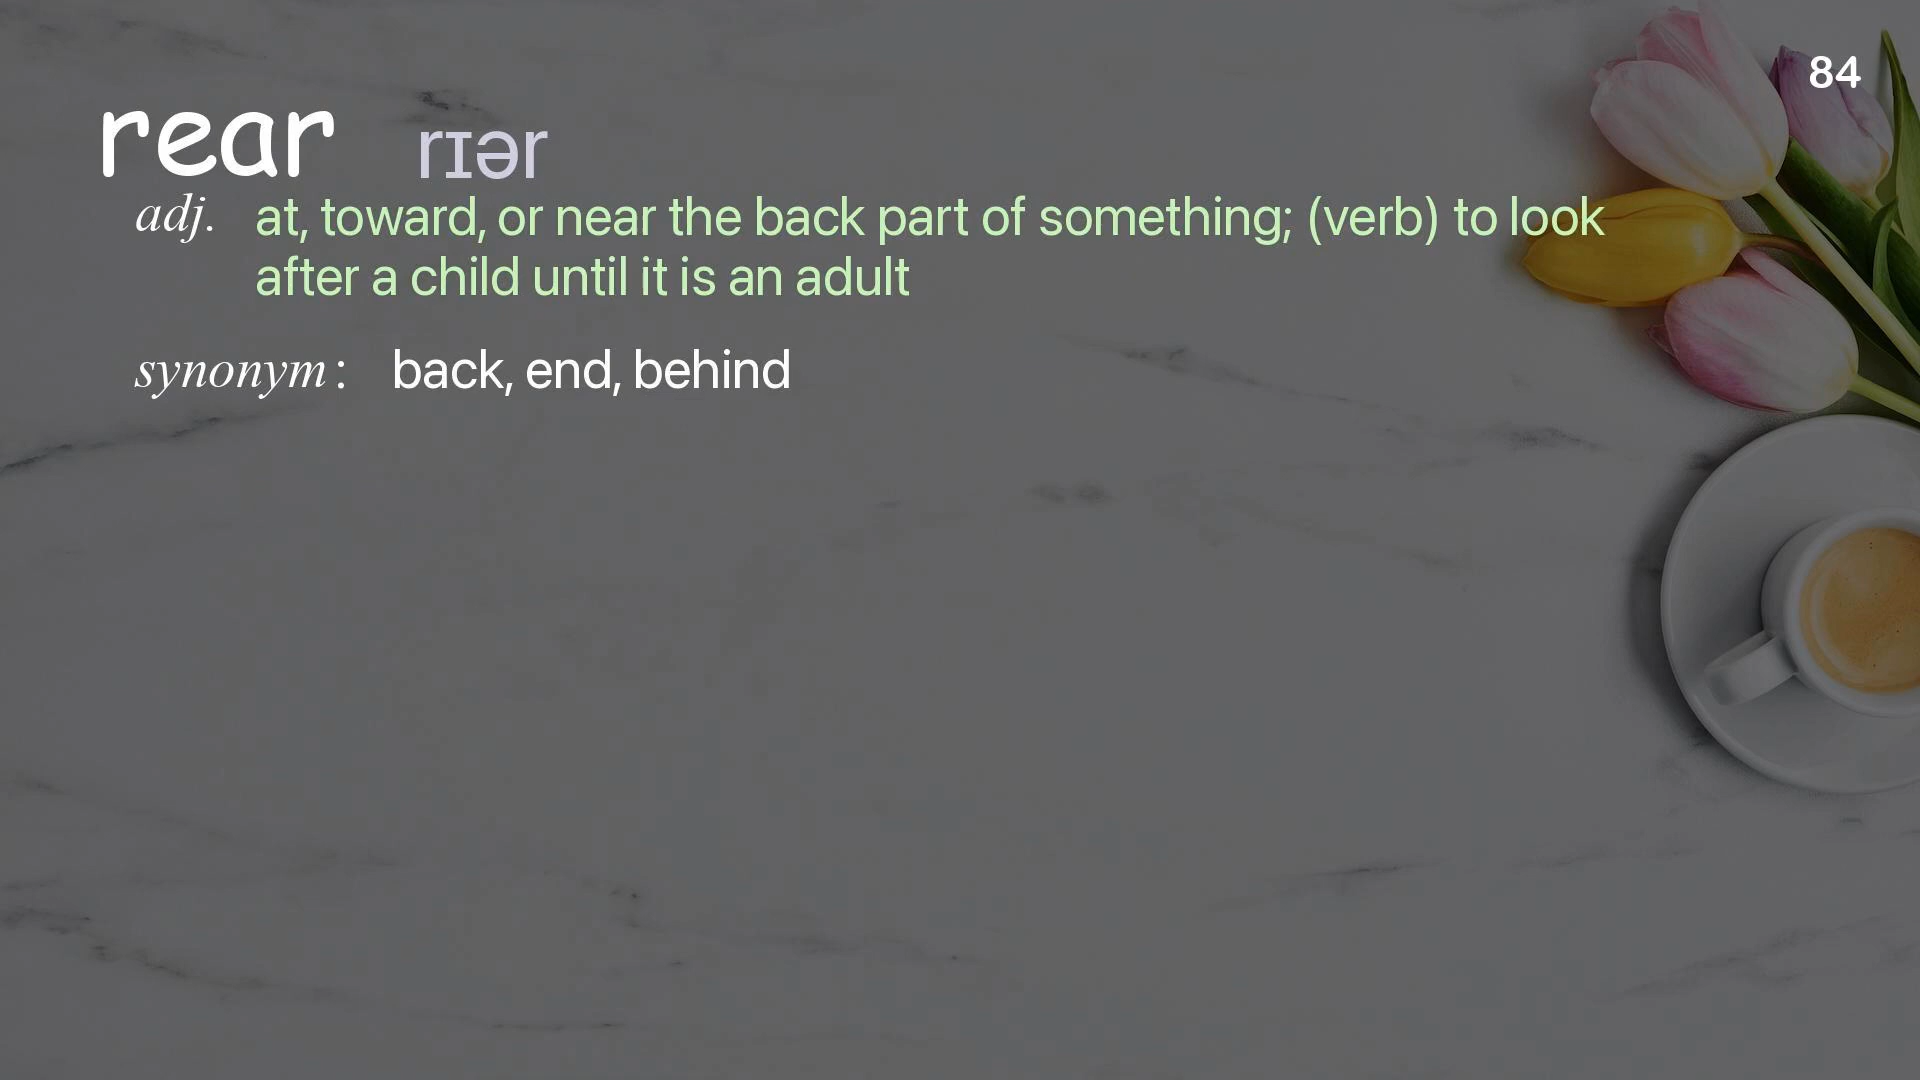 84
rear rɪər
adj. at, toward, or near the back part of something; (verb) to look
after a child until it is an adult
synonym : back, end, behind